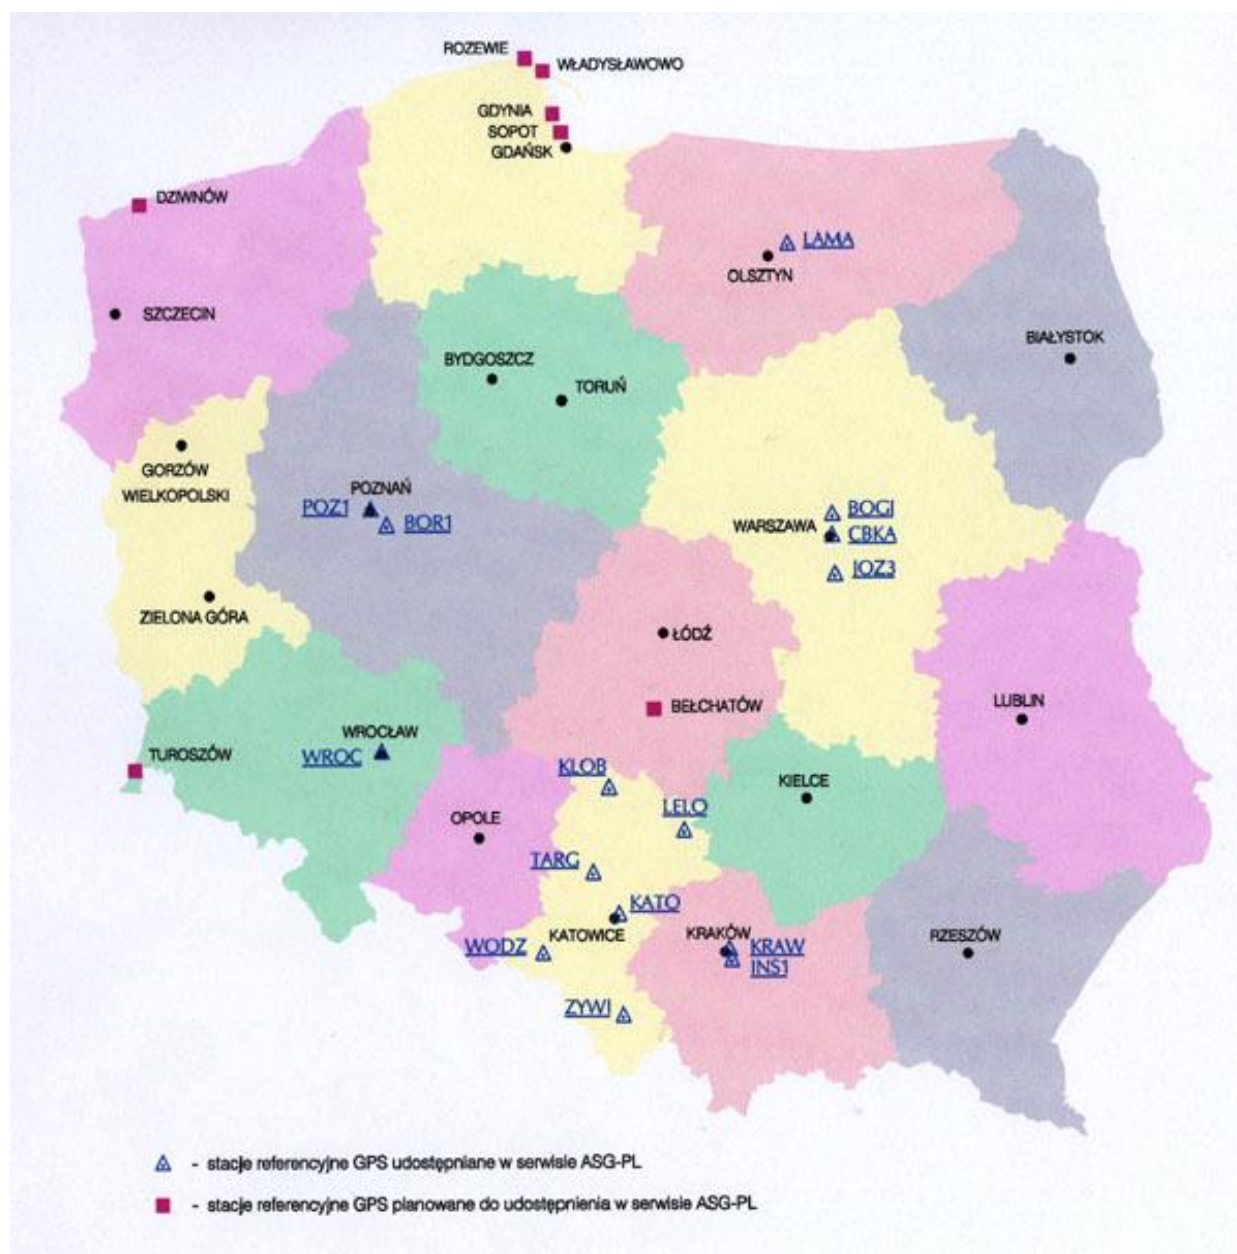 ROZEWIE
WŁADYSŁAWOWO
GDYNIA
SOPOT
GDAŃSK
DZIWNÓW
LAMA
OLSZTYN
SZCZECIN
BIAŁYSTOK
BYDGOSZCZ
TORUŃ
GORZÓW
WIELKOPOLSKI
POZNAŃ
POZ1
BOR1
BOGI
WARSZAWA
CBKA
JOZ3
ZIELONA GÓRA
ŁÓDŹ
LUBLIN
BEŁCHATÓW
WROCŁAW
TUROSZÓW
WROC
KLOB
KIELCE
LELO
OPOLE
TARG
KATO
KATOWICE
KRAKÓW
RZESZÓW
WODZ
KRAW
INS1
ZYWI
- stacje referencyjne GPS udostępniane w serwisie ASG-PL
- stacje referencyjne GPS planowane do udostępnienia w serwisie ASG-PL